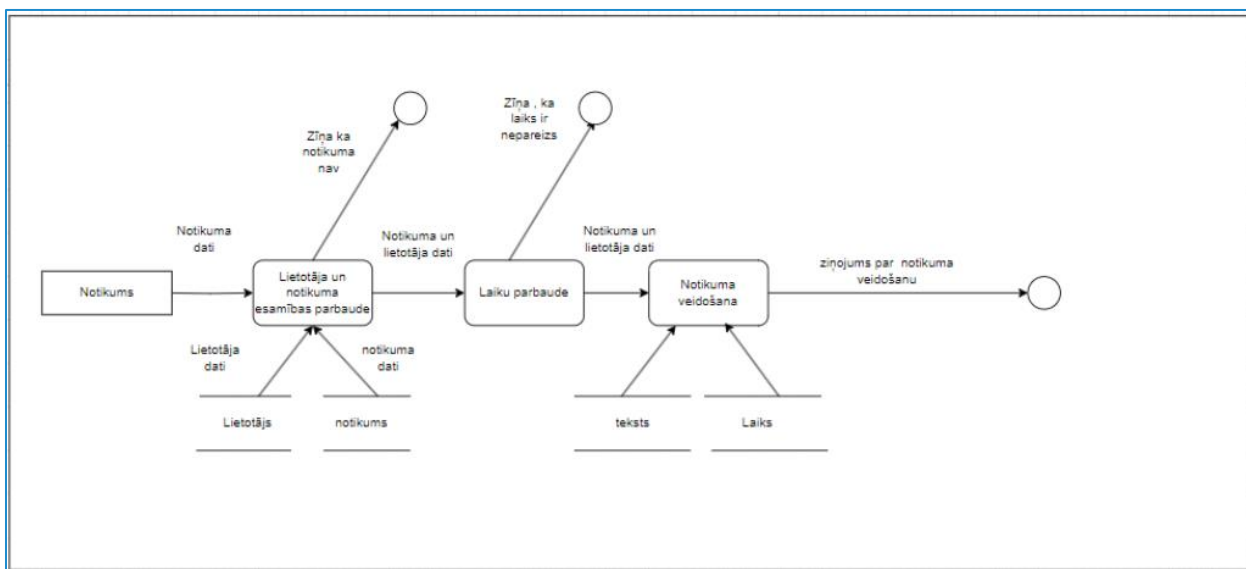 Zīņa ka
notikuma
nav
Zīņa , ka
laiks ir
nepareizs
Notikuma
dati
Notikuma un
lietotāja dati
Notikuma un
lietotāja dati
ziņojums par notikuma
veidošanu
Notikums
Lietotāja un
notikuma
esamības parbaude
Laiku parbaude
Notikuma
veidošana
Lietotāja
dati
notikuma
dati
Lietotājs
notikums
teksts
Laiks